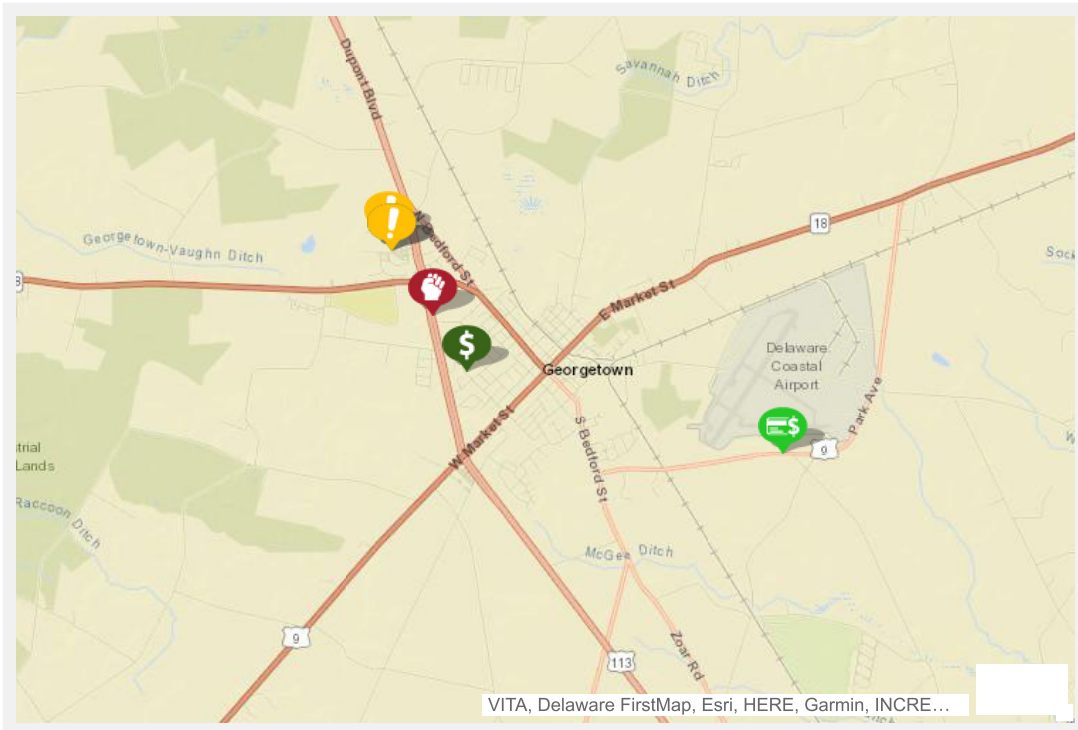 Dupont Blvd
Savannah Ditch
18
Georgetown-Vaughn Ditch
N Bedford St
E Market St
Delaware
Coastal
Airport
Georgetown
$
$
Park Ave
9
W Market St
S Bedford St
trial
Lands
Raccoon Ditch
McGee Ditch
9
Zoar Rd
113
VITA, Delaware FirstMap, Esri, HERE, Garmin, INCRE…